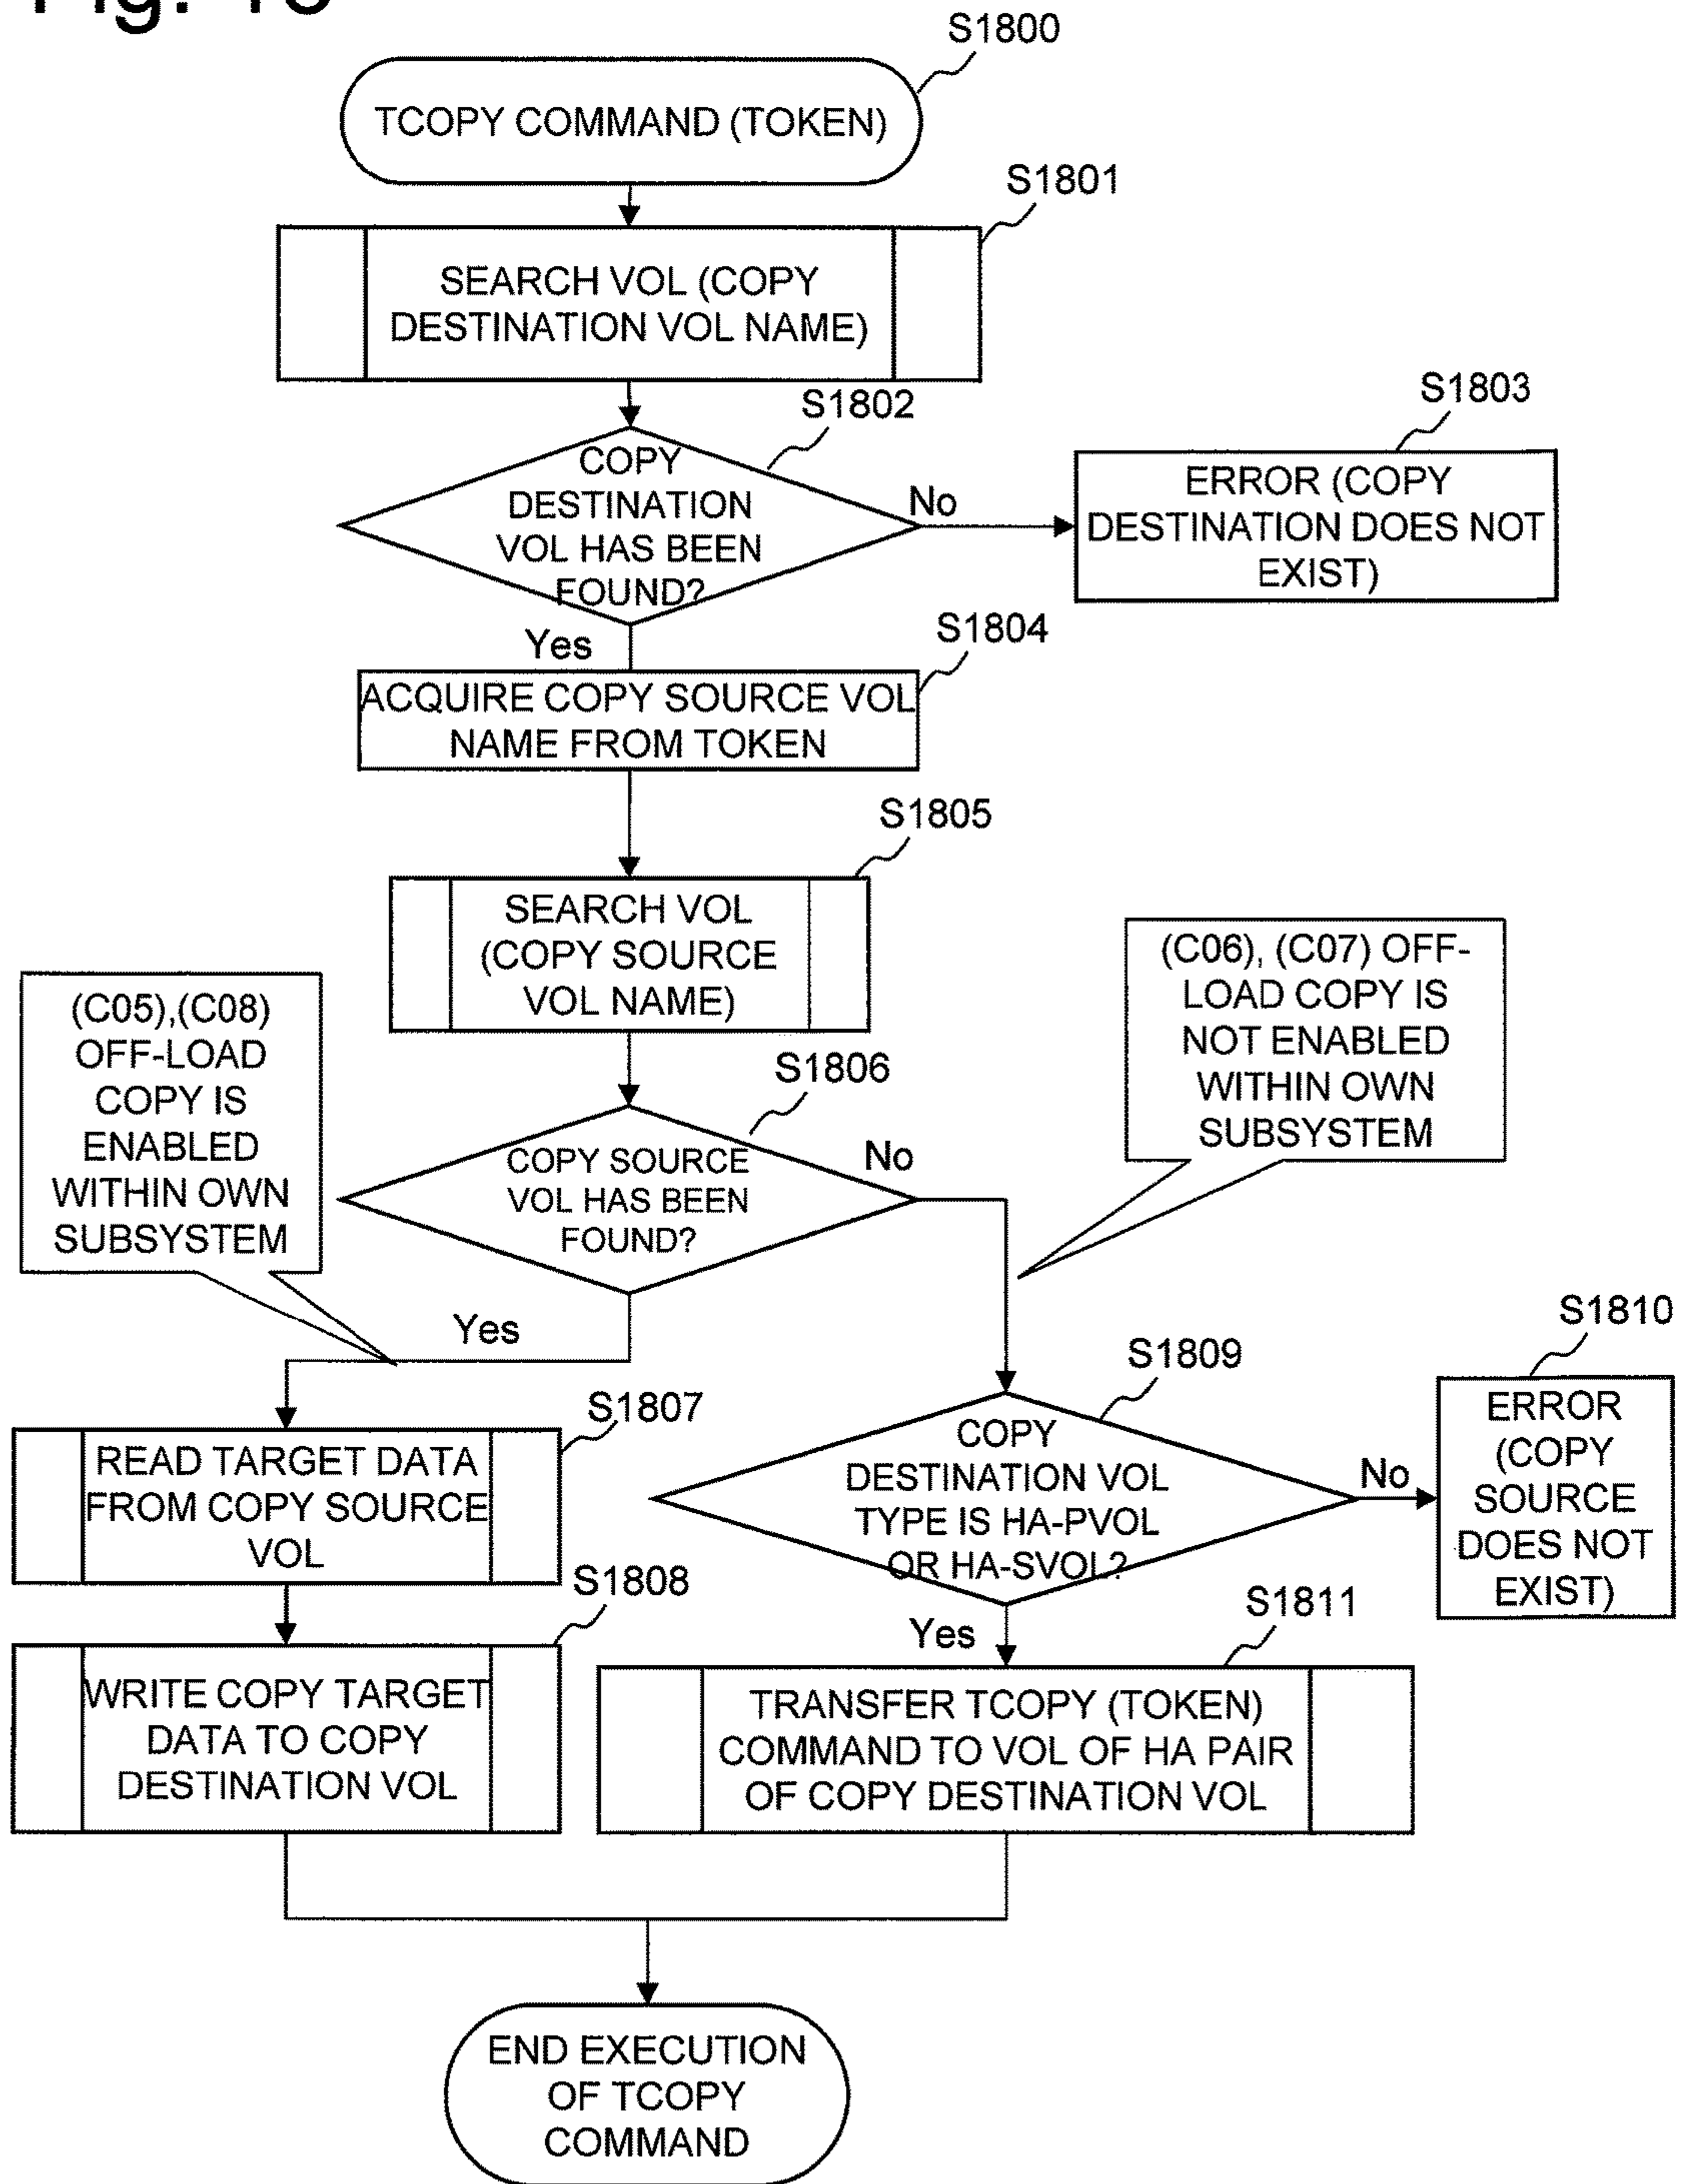 S1800
TCOPY COMMAND (TOKEN)
S1801
SEARCH VOL (COPY
DESTINATION VOL NAME)
S1802
COPY
DESTINATION
VOL HAS BEEN
FOUND?
No
S1803
ERROR (COPY
DESTINATION DOES NOT
EXIST)
Yes
S1804
ACQUIRE COPY SOURCE VOL
NAME FROM TOKEN
S1805
SEARCH VOL
(COPY SOURCE
VOL NAME)
(C05),(C08)
OFF-LOAD
COPY IS
ENABLED
WITHIN OWN
SUBSYSTEM
(C06), (C07) OFF-
LOAD COPY IS
NOT ENABLED
WITHIN OWN
SUBSYSTEM
S1806
COPY SOURCE
VOL HAS BEEN
FOUND?
No
Yes
S1807
READ TARGET DATA
FROM COPY SOURCE
VOL
S1808
WRITE COPY TARGET
DATA TO COPY
DESTINATION VOL
S1809
COPY
DESTINATION VOL
TYPE IS HA-PVOL
OR HA-SVOL?
No
S1810
ERROR
(COPY
SOURCE
DOES NOT
EXIST)
Yes
S1811
TRANSFER TCOPY (TOKEN)
COMMAND TO VOL OF HA PAIR
OF COPY DESTINATION VOL
END EXECUTION
OF TCOPY
COMMAND